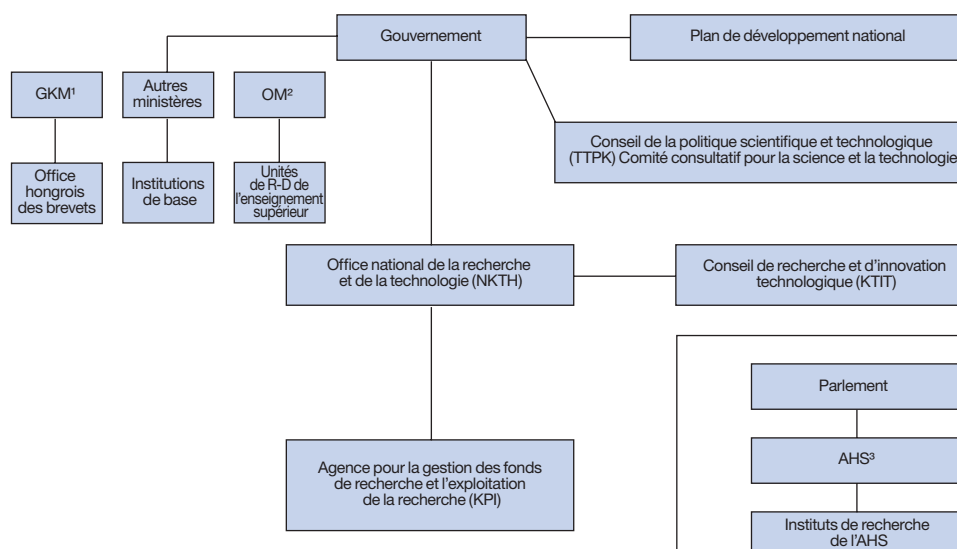 Gouvernement
Plan de développement national
GKM¹
Autres
ministères
OM²
Conseil de la politique scientifique et technologique
(TTPK) Comité consultatif pour la science et la technologie
Office
hongrois
des brevets
Institutions
de base
Unités
de R-D de
l'enseignement
supérieur
Office national de la recherche
et de la technologie (NKTH)
Conseil de recherche et d'innovation
technologique (KTIT)
Parlement
AHS³
Agence pour la gestion des fonds
de recherche et l'exploitation
de la recherche (KPI)
Instituts de recherche
de l'AHS